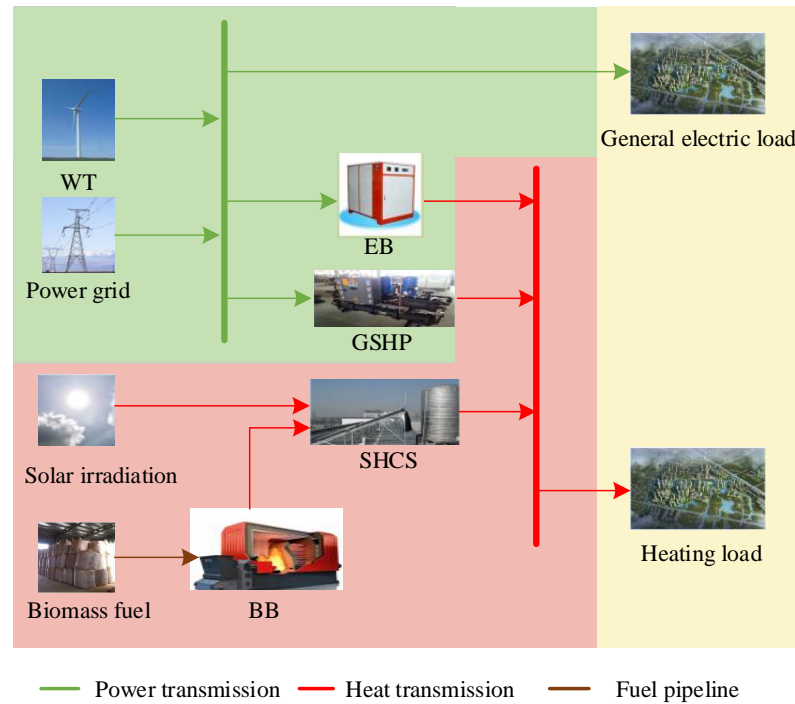 General electric load
WT
EB
Power grid
GSHP
SHCS
Solar irradiation
Heating load
Biomass fuel
BB
Power transmission
Heat transmission
Fuel pipeline